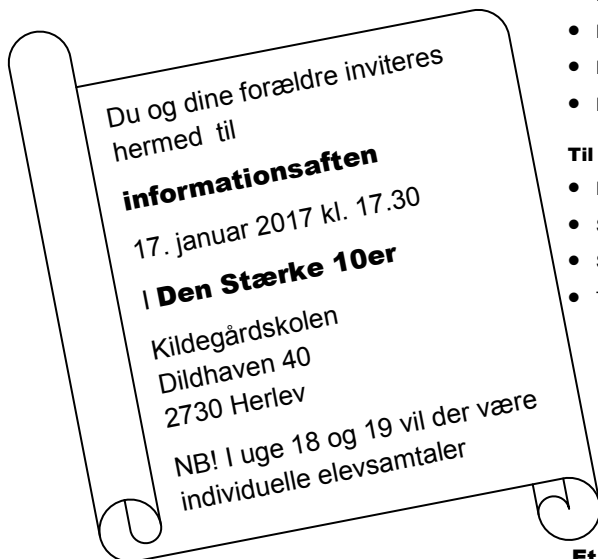 Du og dine forældre inviteres
hermed til
informationsaften
17. januar 2017 kl. 17.30
I Den Stærke 10er
Kildegårdskolen
Dildhaven 40
2730 Herlev
NB! I uge 18 og 19 vil der være
individuelle elevsamtaler
Til
Et